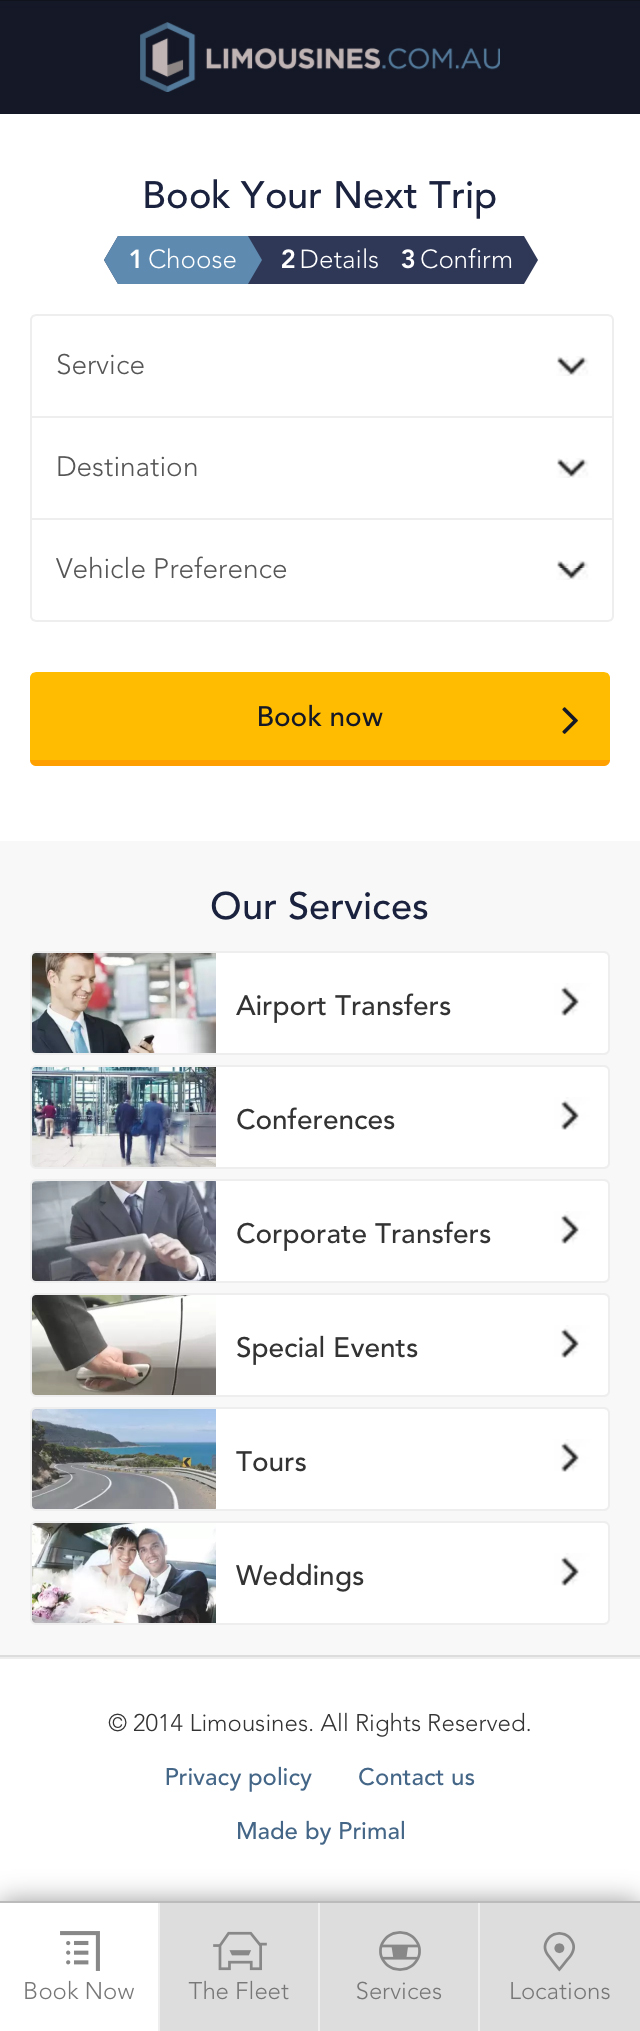 LIMOUSINES.COM.AU
Book Your Next Trip
1 Choose 2 Details 3 Confirm
Service
Destination
Vehicle Preference
Book now
Our Services
Airport Transfers
Conferences
Corporate Transfers
Special Events
Tours
Weddings
© 2014 Limousines. All Rights Reserved.
Privacy policy Contact us
Made by Primal
Book Now The Fleet Services Locations